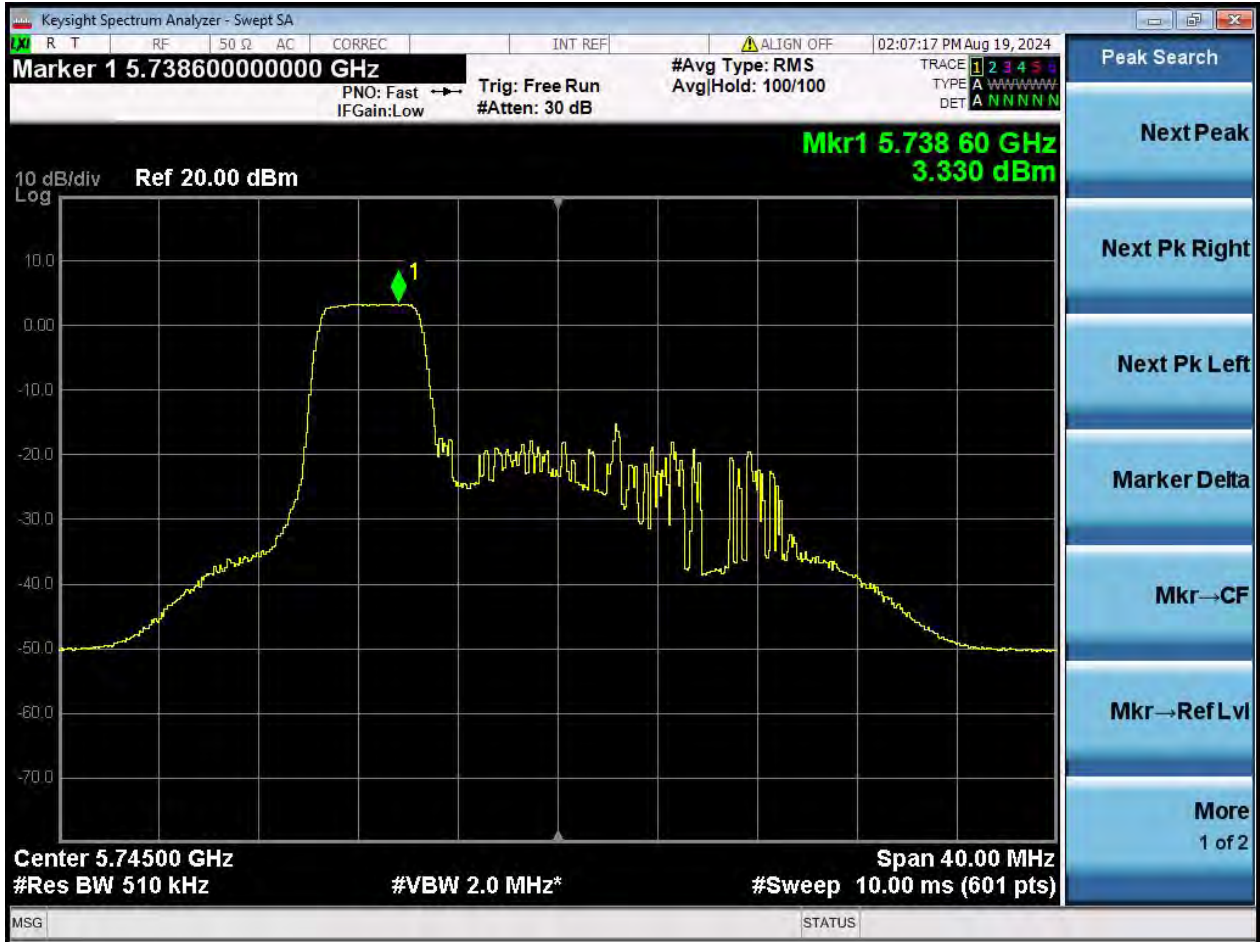 Keysight Spectrum Analyzer - Swept SA
LXI R T RF 50 Ω AC CORREC INT REF ALIGN OFF 02:07:17 PM Aug 19, 2024
Marker 1 5.738600000000 GHz
PNO: Fast
IFGain:Low
Trig: Free Run
#Atten: 30 dB
#Avg Type: RMS
Avg|Hold: 100/100
TRACE 1 2 3 4 5 6
TYPE A WWWWW
DET A N N N N N
Mkr1 5.738 60 GHz
3.330 dBm
10 dB/div Ref 20.00 dBm
Log
1
10.0
0.00
-10.0
-20.0
-30.0
-40.0
-50.0
-60.0
-70.0
Center 5.74500 GHz Span 40.00 MHz
#Res BW 510 kHz #VBW 2.0 MHz* #Sweep 10.00 ms (601 pts)
MSG STATUS
Peak Search
Next Peak
Next Pk Right
Next Pk Left
Marker Delta
Mkr→CF
Mkr→Ref Lvl
More
1 of 2